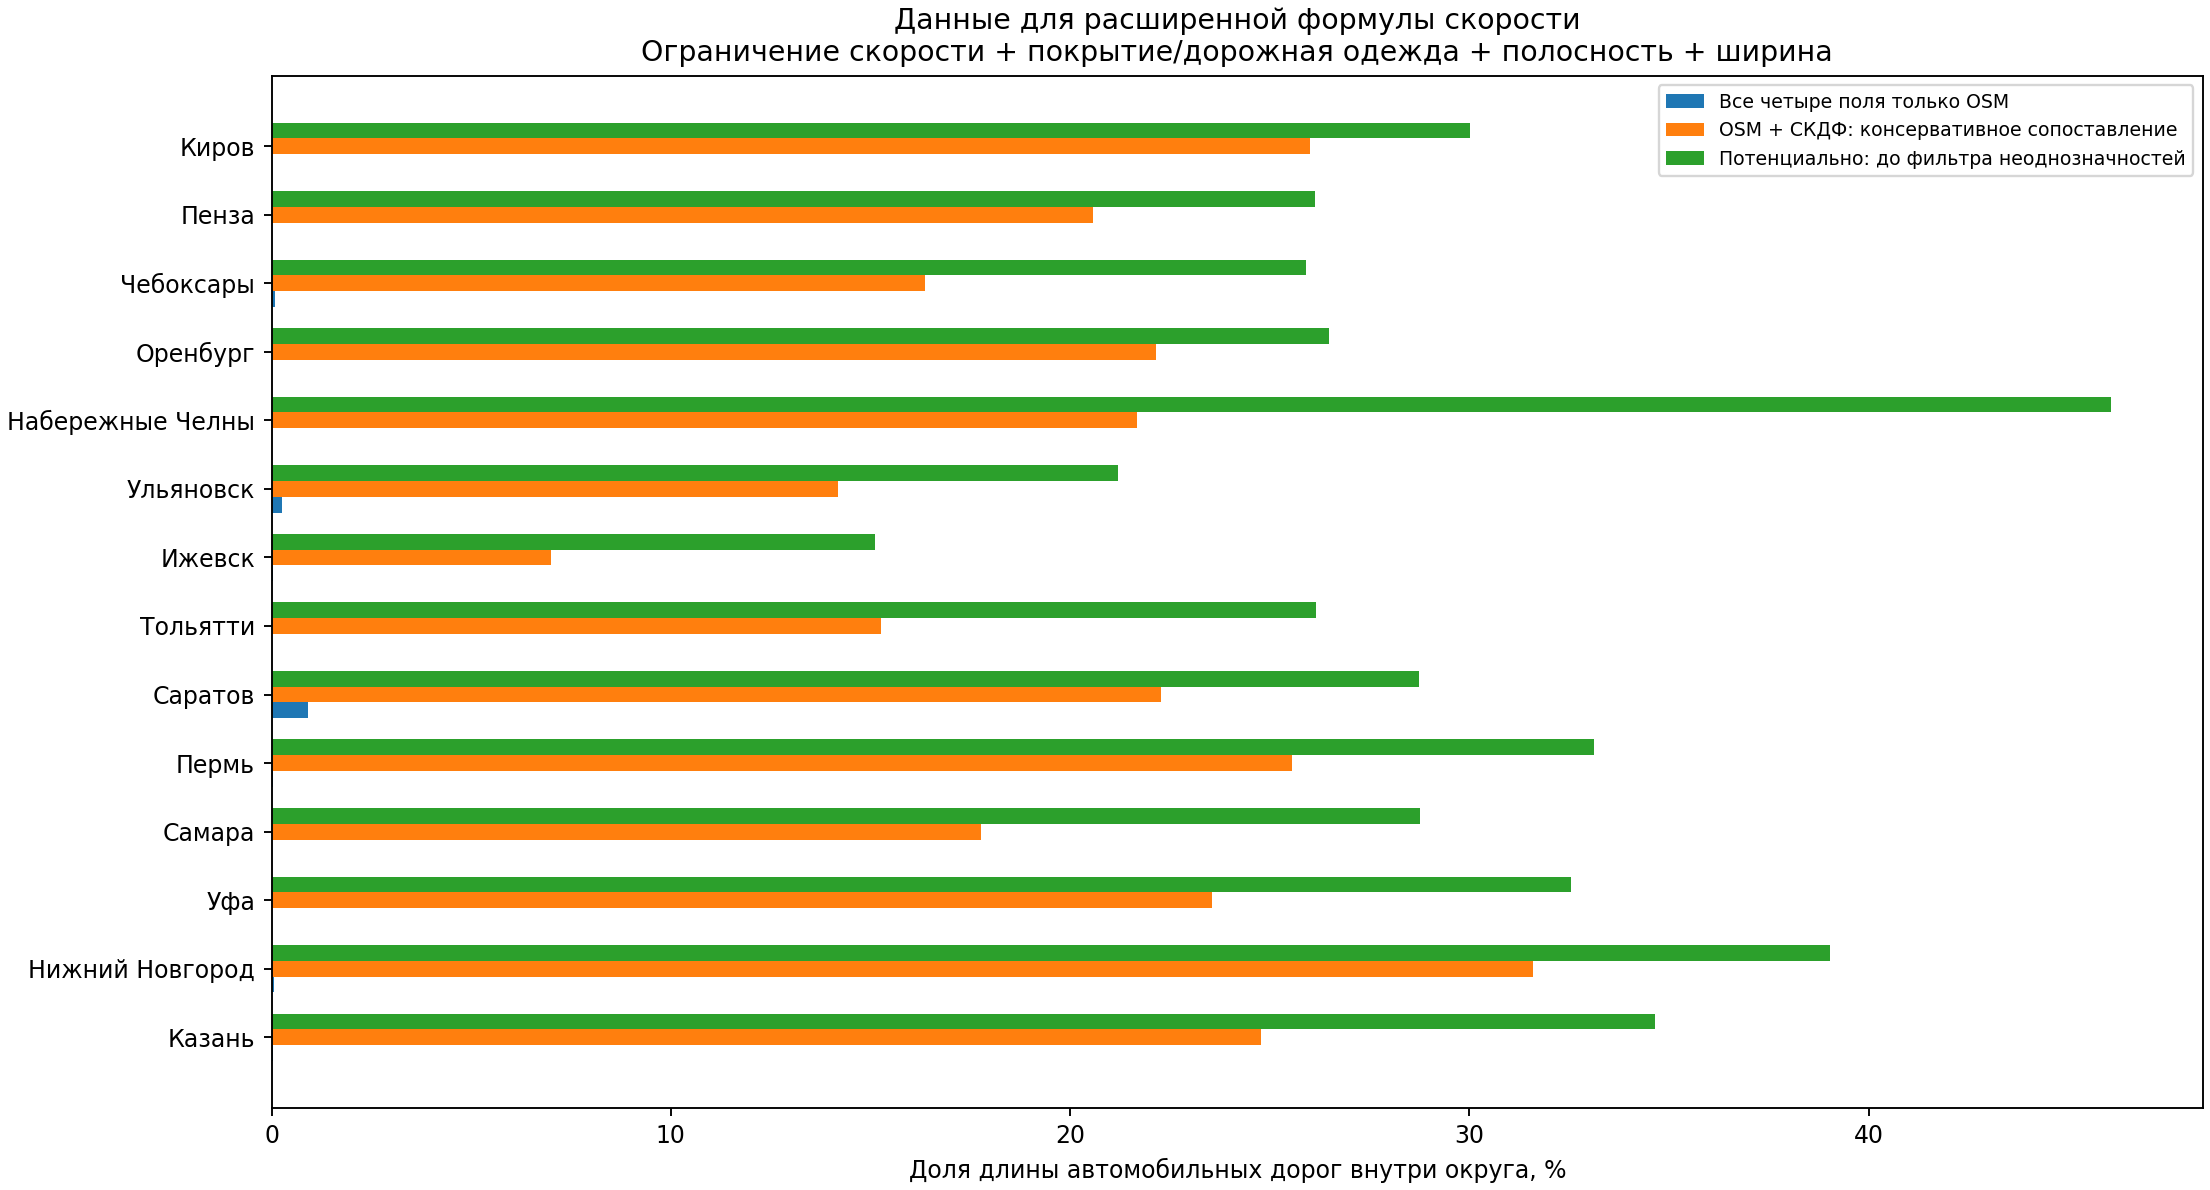 Данные для расширенной формулы скорости
Ограничение скорости + покрытие/дорожная одежда + полосность + ширина
Все четыре поля только OSM
OSM + СКДФ: консервативное сопоставление
Потенциально: до фильтра неоднозначностей
Киров
Пенза
Чебоксары
Оренбург
Набережные Челны
Ульяновск
Ижевск
Тольятти
Саратов
Пермь
Самара
Уфа
Нижний Новгород
Казань
0 10 20 30 40
Доля длины автомобильных дорог внутри округа, %